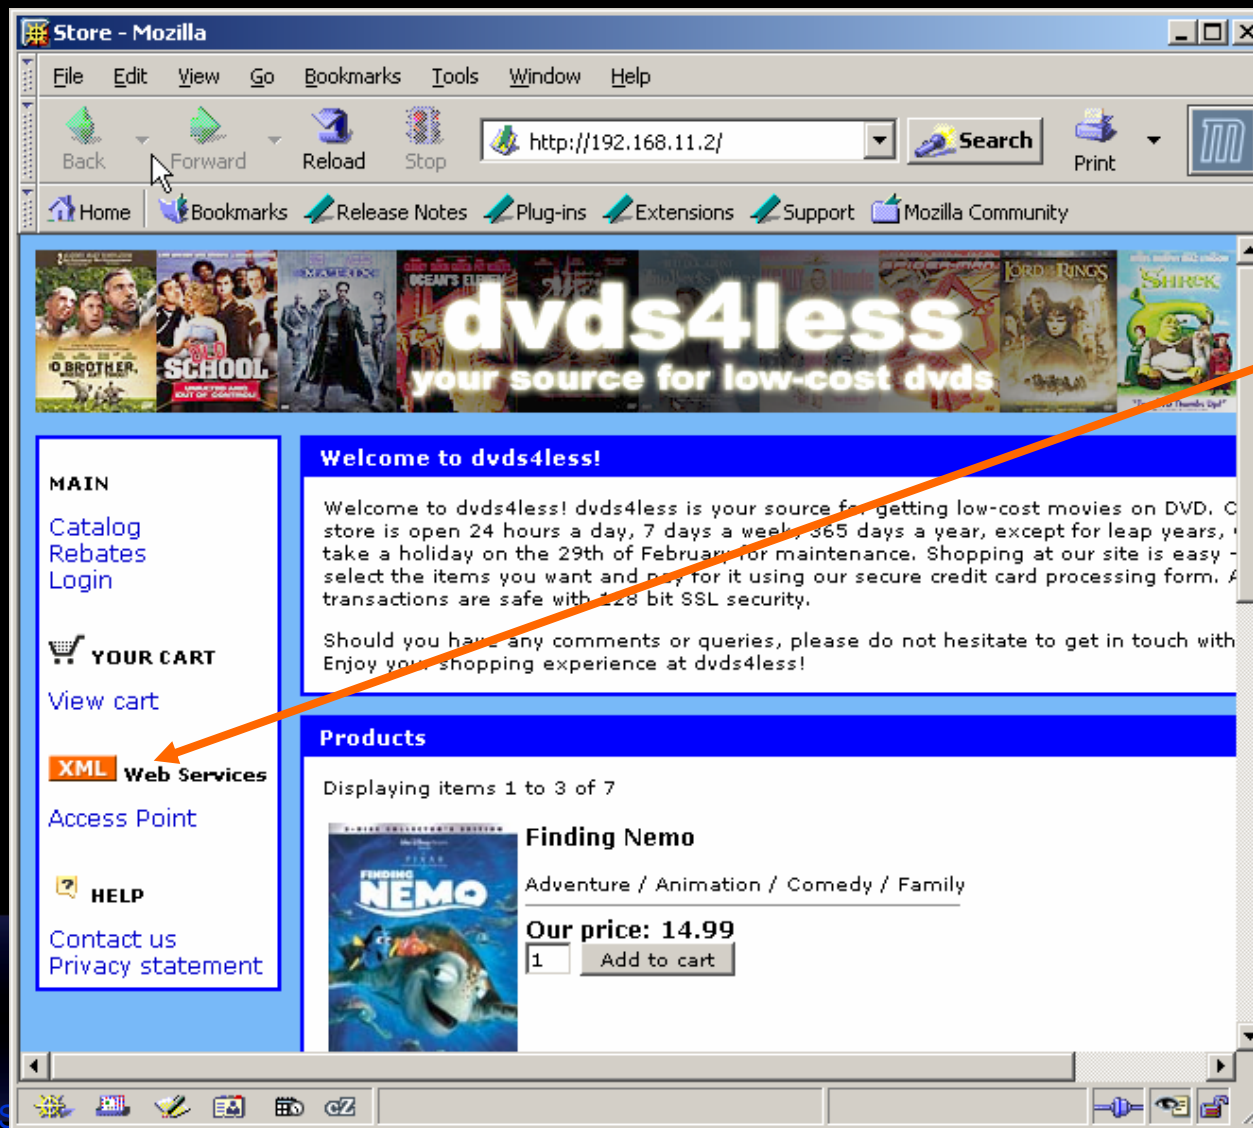 Store - Mozilla
File Edit View Go Bookmarks Tools Window Help
Back Forward Reload Stop http://192.168.11.2/ Search Print
Home Bookmarks Release Notes Plug-ins Extensions Support Mozilla Community
O BROTHER, OLD SCHOOL MATRIX OCEAN'S LORD RINGS SHREK
UNRATED AND OUT OF CONTROL!
dvds4less
your source for low-cost dvds
MAIN
Catalog
Rebates
Login
YOUR CART
View cart
XML Web Services
Access Point
HELP
Contact us
Privacy statement
Welcome to dvds4less!
Welcome to dvds4less! dvds4less is your source for getting low-cost movies on DVD.
store is open 24 hours a day, 7 days a week, 365 days a year, except for leap years,
take a holiday on the 29th of February for maintenance. Shopping at our site is easy -
select the items you want and pay for it using our secure credit card processing form.
transactions are safe with 128 bit SSL security.
Should you have any comments or queries, please do not hesitate to get in touch with
Enjoy your shopping experience at dvds4less!
Products
Displaying items 1 to 3 of 7
FINDING NEMO
Finding Nemo
Adventure / Animation / Comedy / Family
Our price: 14.99
1 Add to cart